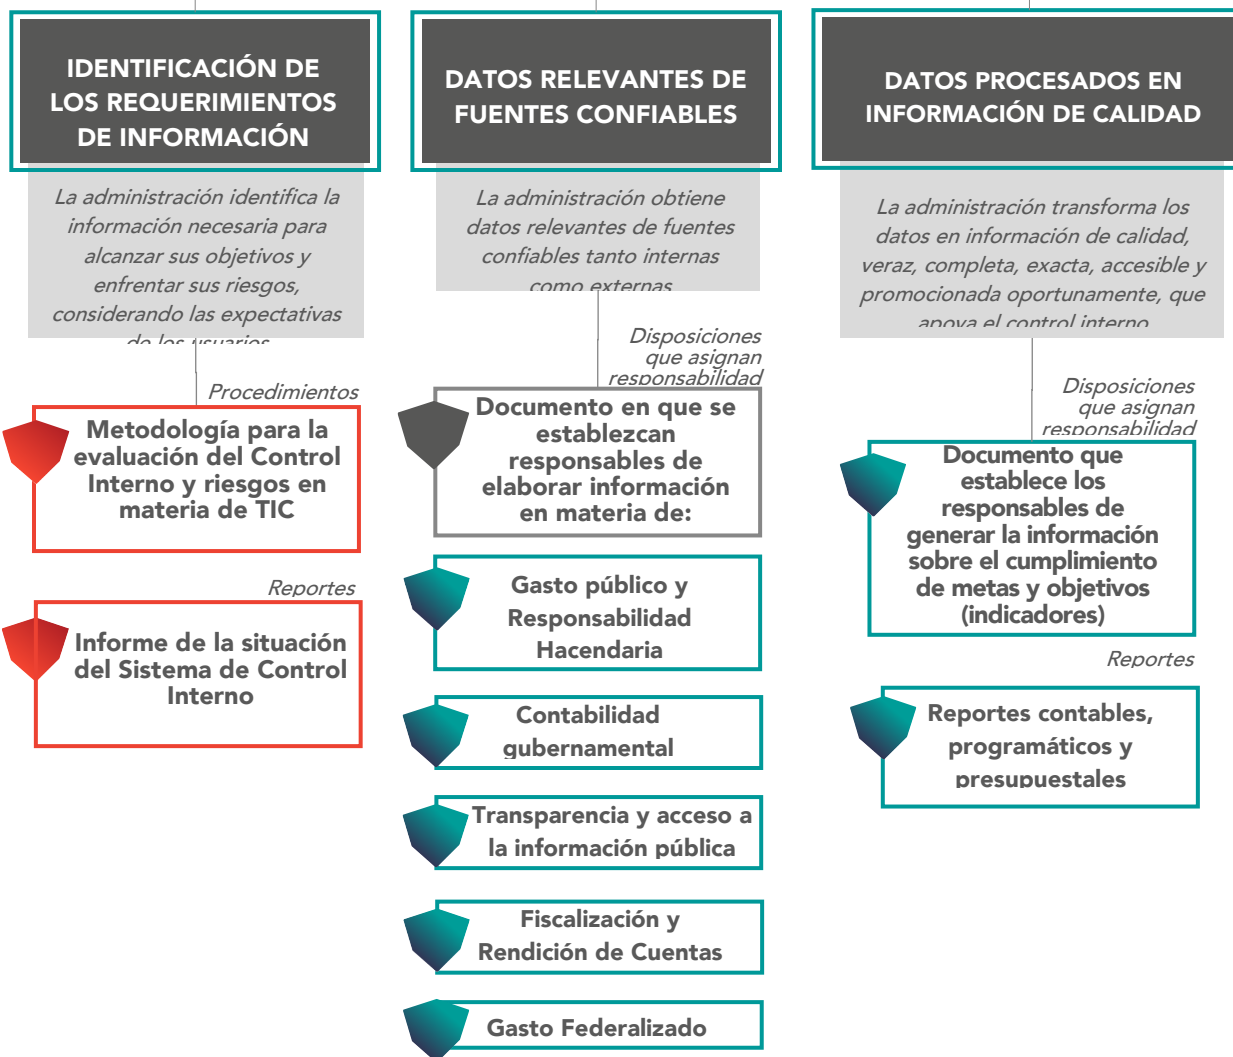 IDENTIFICACIÓN DE
LOS REQUERIMIENTOS
DE INFORMACIÓN
La administración identifica la
información necesaria para
alcanzar sus objetivos y
enfrentar sus riesgos,
considerando las expectativas
de los usuarios
Procedimientos
Metodología para la
evaluación del Control
Interno y riesgos en
materia de TIC
Reportes
Informe de la situación
del Sistema de Control
Interno
DATOS RELEVANTES DE
FUENTES CONFIABLES
La administración obtiene
datos relevantes de fuentes
confiables tanto internas
como externas
Disposiciones
que asignan
responsabilidad
Documento en que se
establezcan
responsables de
elaborar información
en materia de:
Gasto público y
Responsabilidad
Hacendaria
Contabilidad
gubernamental
Transparencia y acceso a
la información pública
Fiscalización y
Rendición de Cuentas
Gasto Federalizado
DATOS PROCESADOS EN
INFORMACIÓN DE CALIDAD
La administración transforma los
datos en información de calidad,
veraz, completa, exacta, accesible y
promocionada oportunamente, que
apoya el control interno
Disposiciones
que asignan
responsabilidad
Documento que
establece los
responsables de
generar la información
sobre el cumplimiento
de metas y objetivos
(indicadores)
Reportes
Reportes contables,
programáticos y
presupuestales